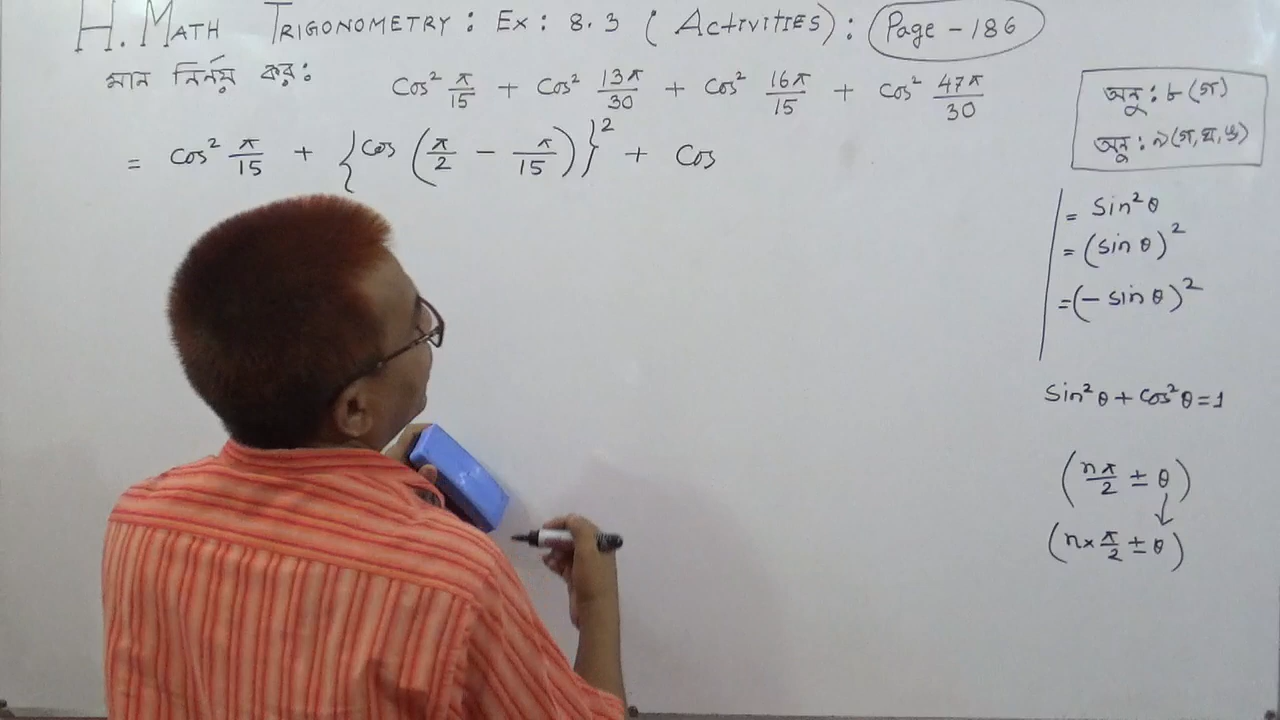 H. MATH TRIGONOMETRY : Ex : 8.3 ( Activities ) : Page - 186
মান নির্নয় কর : cos² π/15 + cos² 13π/30 + cos² 16π/15 + cos² 47π/30
= cos² π/15 + {cos (π/2 - π/15)}² + cos
অনু : ৮(গ)
অনু : ৯(গ,ঘ,ঙ)
= sin²θ
= (sin θ)²
= (- sin θ)²
sin²θ + cos²θ = 1
(nπ/2 ± θ)
↓
(n× π/2 ± θ)